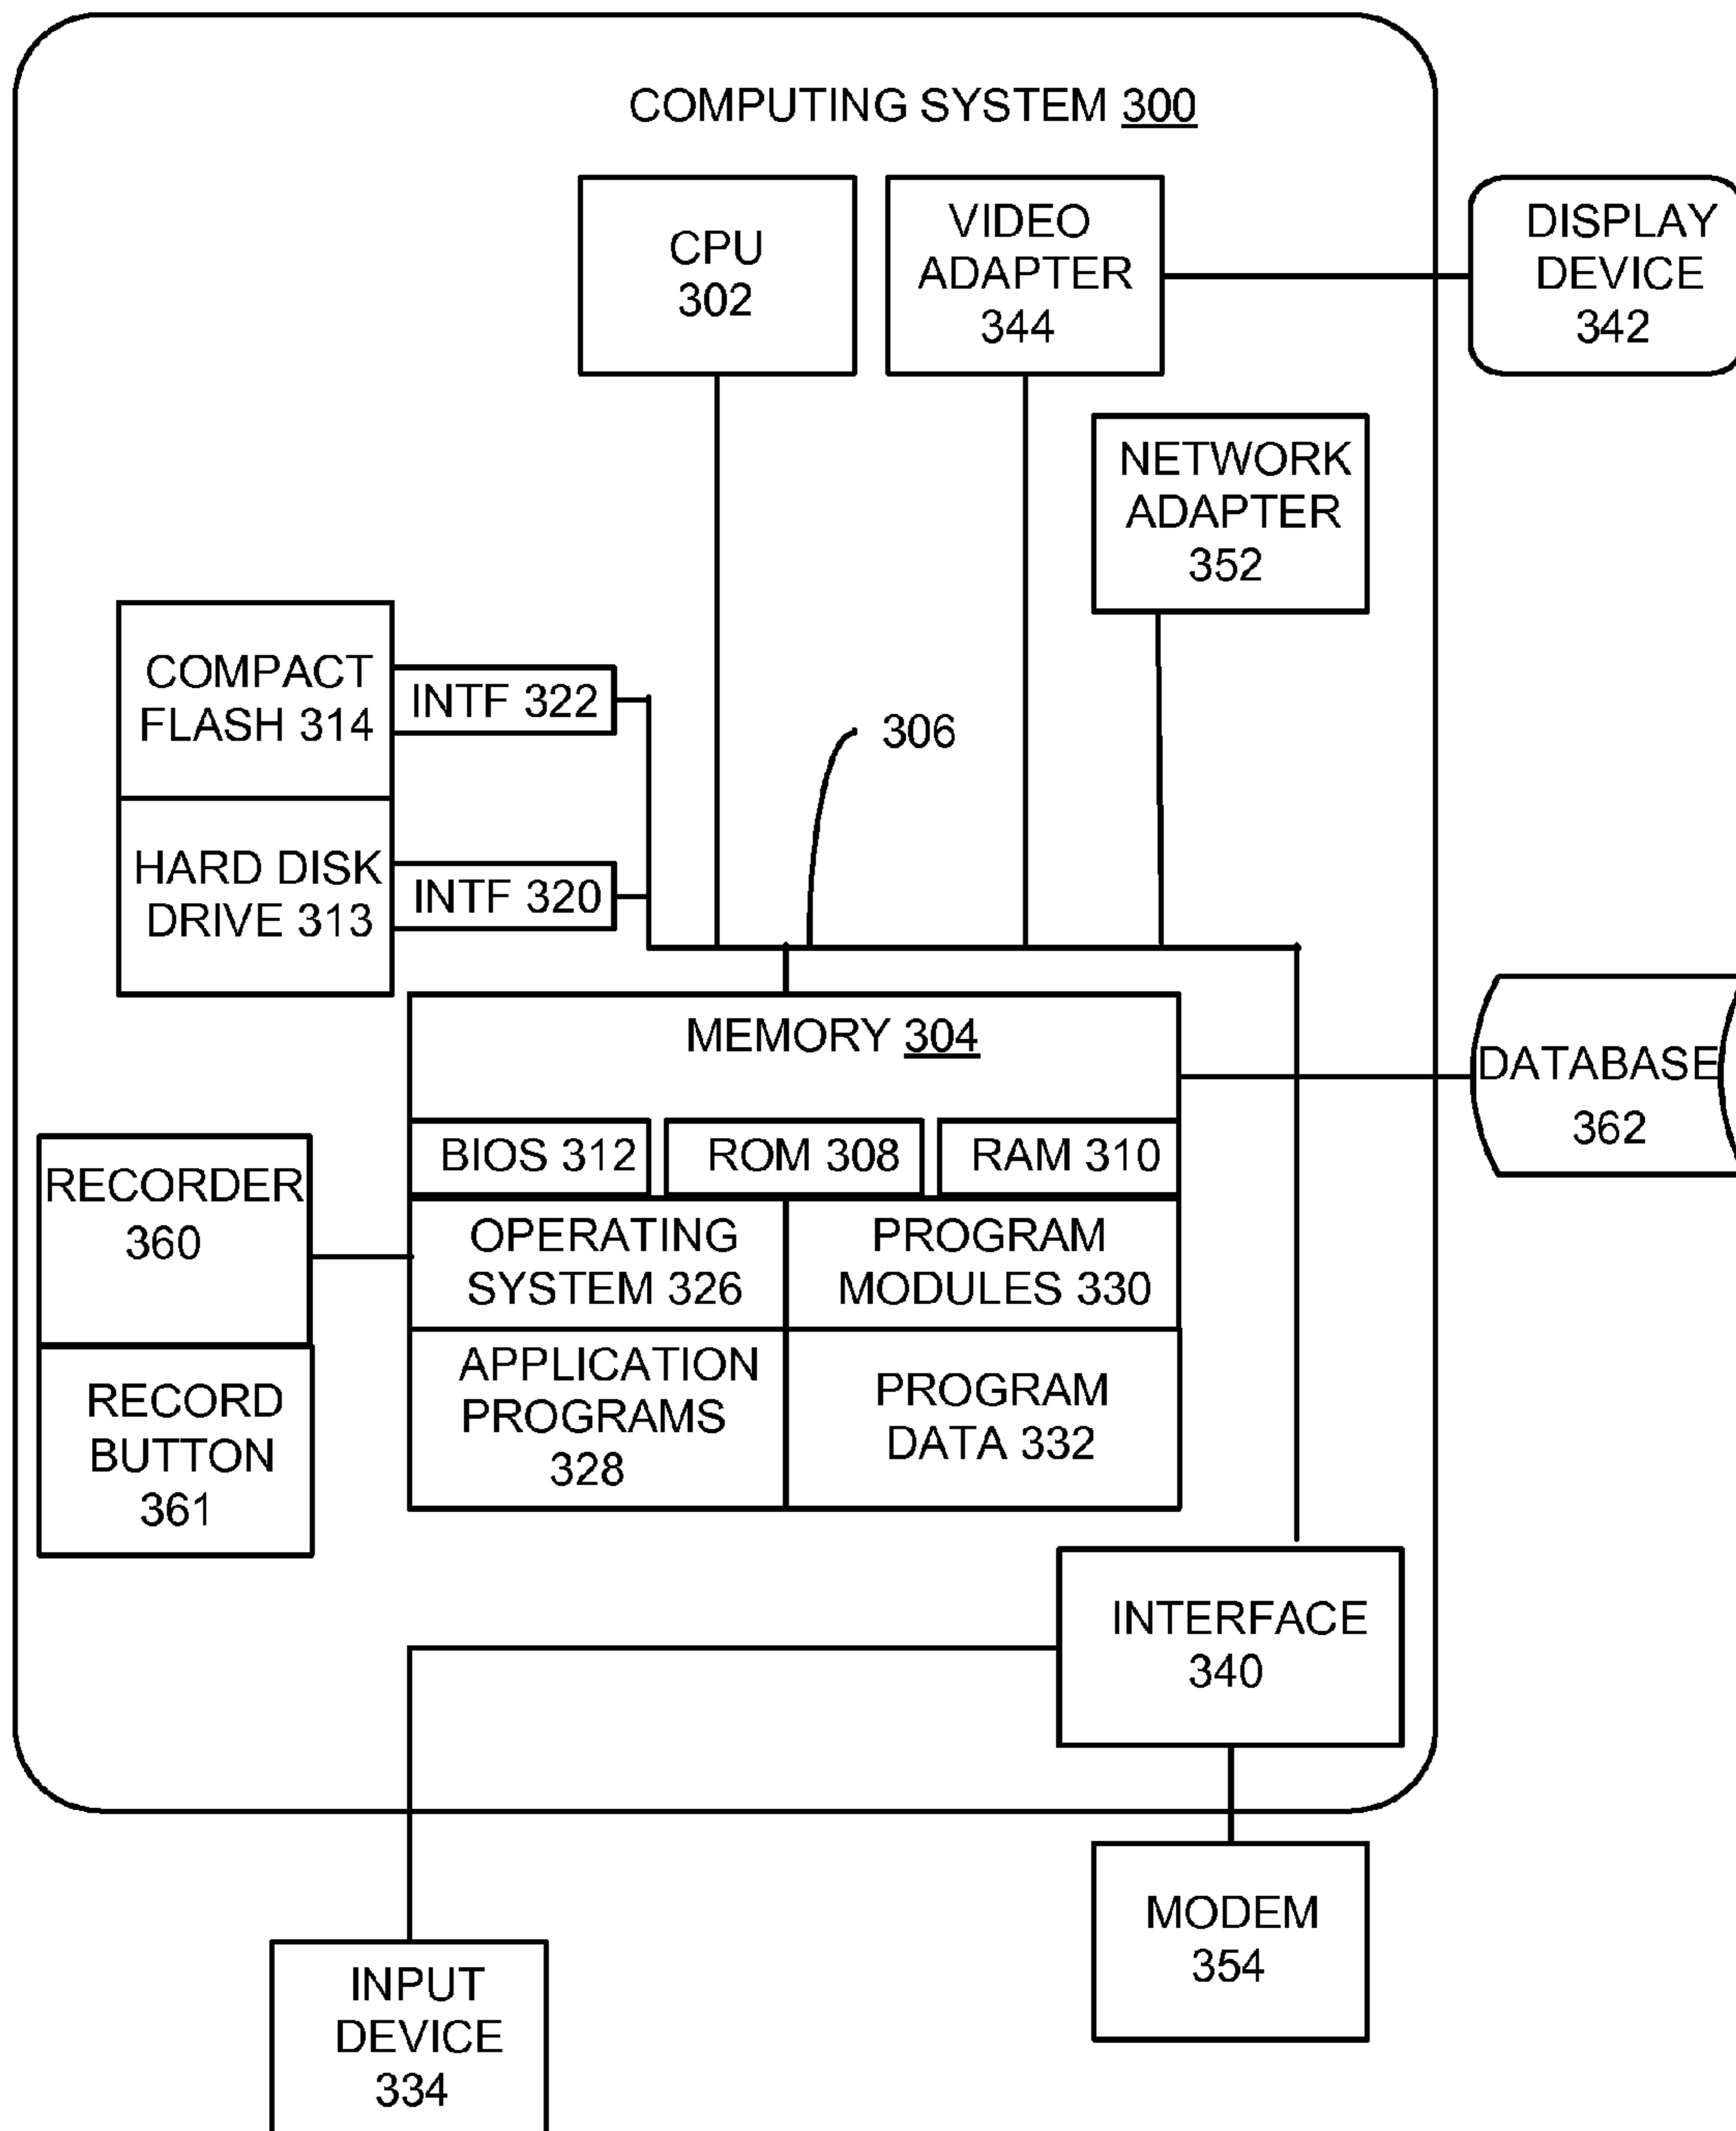 COMPUTING SYSTEM 300
CPU
302
VIDEO
ADAPTER
344
DISPLAY
DEVICE
342
NETWORK
ADAPTER
352
COMPACT
FLASH 314
INTF 322
306
HARD DISK
DRIVE 313
INTF 320
MEMORY 304
DATABASE
362
BIOS 312
ROM 308
RAM 310
RECORDER
360
OPERATING
SYSTEM 326
PROGRAM
MODULES 330
RECORD
BUTTON
361
APPLICATION
PROGRAMS
328
PROGRAM
DATA 332
INTERFACE
340
MODEM
354
INPUT
DEVICE
334